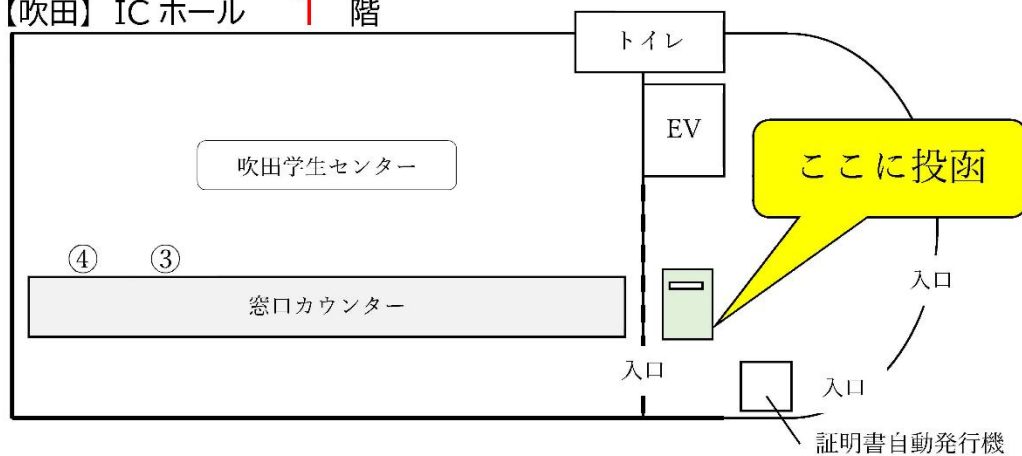 【吹田】 IC ホール 1 階
トイレ
EV
ここに投函
吹田学生センター
④ ③
窓口カウンター
入口
入口
入口
証明書自動発行機